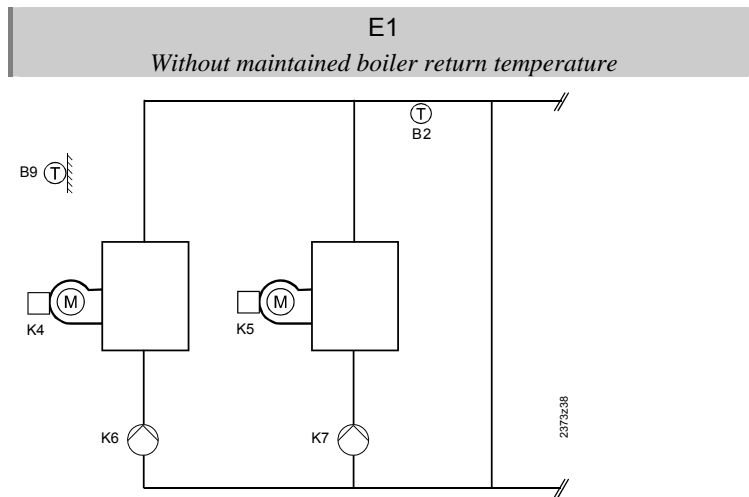 E1
Without maintained boiler return temperature
T
B2
B9 T
M
M
K4
K5
K6
K7
2373z38